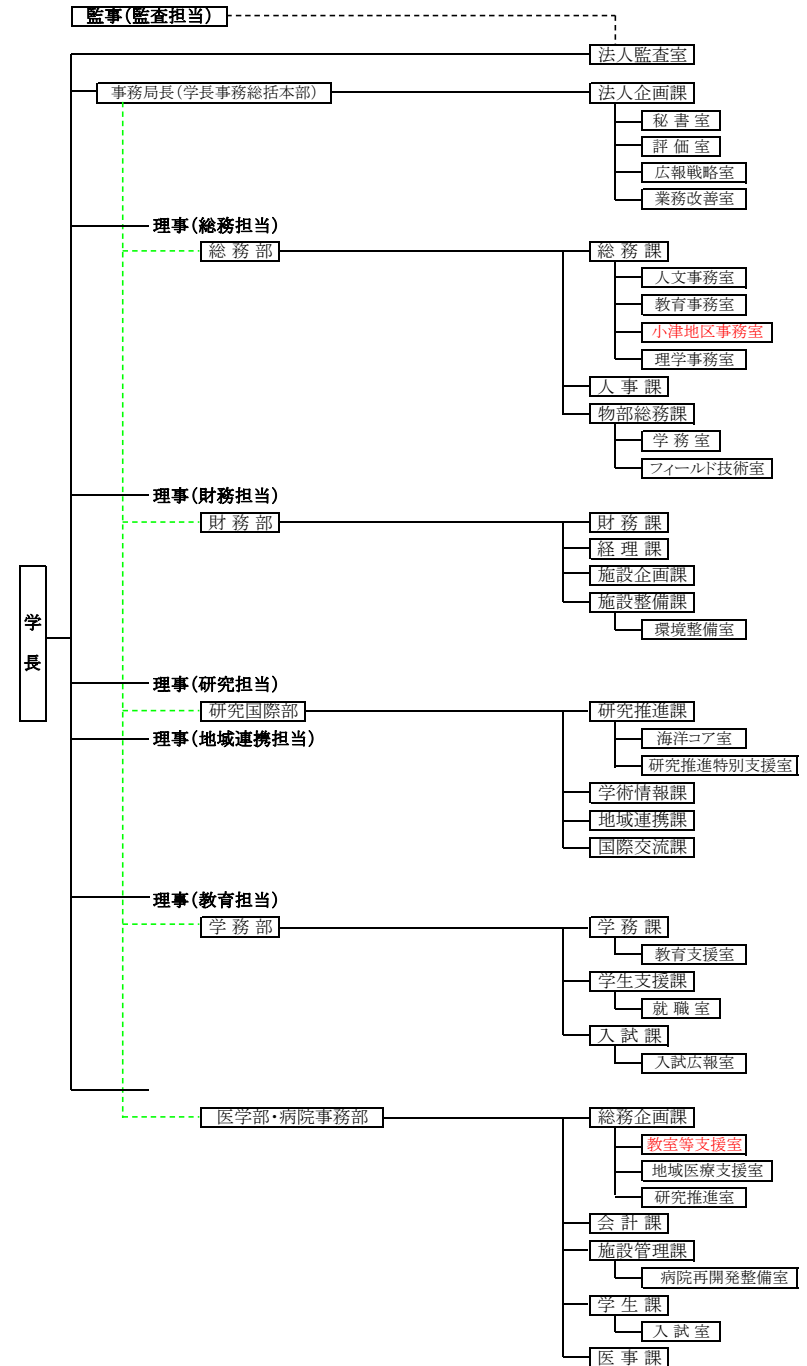 監事(監査担当)
法人監査室
事務局長(学長事務総括本部)
法人企画課
秘書室
評価室
広報戦略室
業務改善室
理事(総務担当)
総務部
総務課
人文事務室
教育事務室
小津地区事務室
理学事務室
人事課
物部総務課
学務室
フィールド技術室
理事(財務担当)
財務部
財務課
経理課
施設企画課
施設整備課
環境整備室
学長
理事(研究担当)
研究国際部
研究推進課
理事(地域連携担当)
海洋コア室
研究推進特別支援室
学術情報課
地域連携課
国際交流課
理事(教育担当)
学務部
学務課
教育支援室
学生支援課
就職室
入試課
入試広報室
医学部・病院事務部
総務企画課
教室等支援室
地域医療支援室
研究推進室
会計課
施設管理課
病院再開発整備室
学生課
入試室
医事課